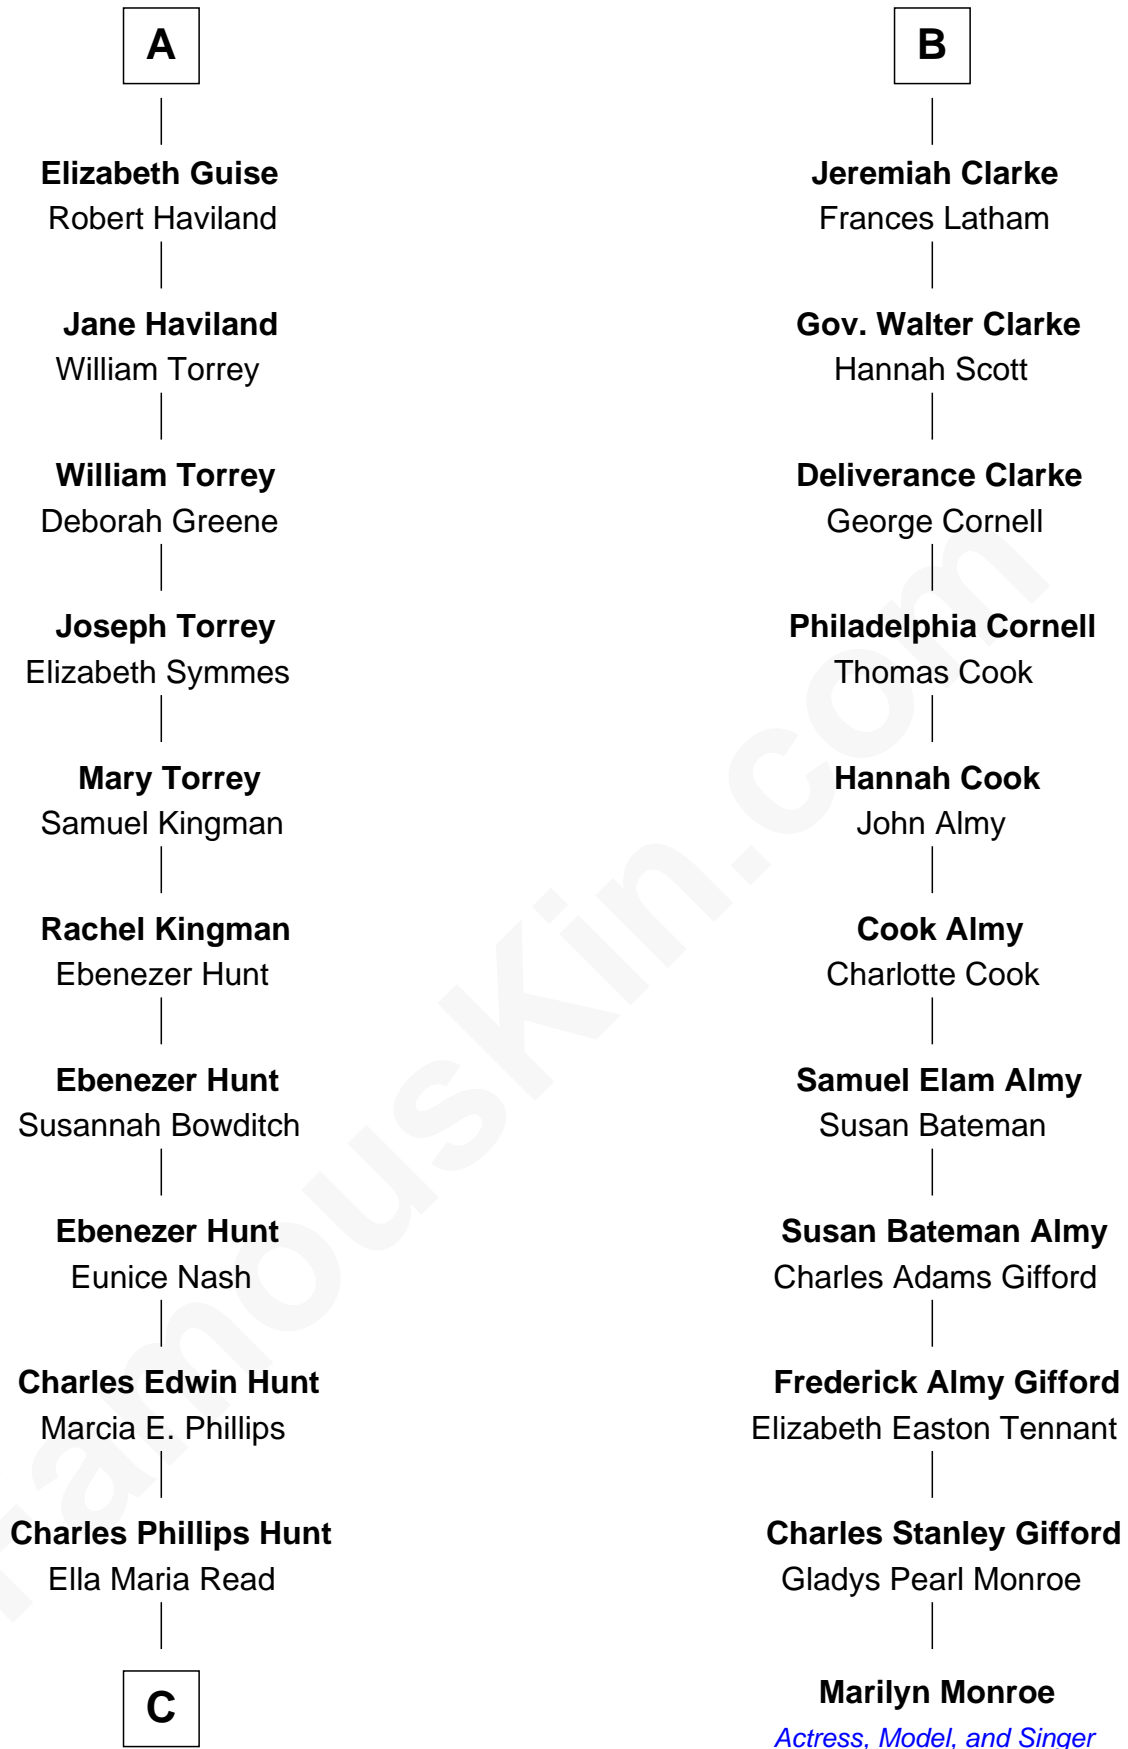 A
Elizabeth Guise
Robert Haviland
Jane Haviland
William Torrey
William Torrey
Deborah Greene
Joseph Torrey
Elizabeth Symmes
Mary Torrey
Samuel Kingman
Rachel Kingman
Ebenezer Hunt
Ebenezer Hunt
Susannah Bowditch
Ebenezer Hunt
Eunice Nash
Charles Edwin Hunt
Marcia E. Phillips
Charles Phillips Hunt
Ella Maria Read
C
B
Jeremiah Clarke
Frances Latham
Gov. Walter Clarke
Hannah Scott
Deliverance Clarke
George Cornell
Philadelphia Cornell
Thomas Cook
Hannah Cook
John Almy
Cook Almy
Charlotte Cook
Samuel Elam Almy
Susan Bateman
Susan Bateman Almy
Charles Adams Gifford
Frederick Almy Gifford
Elizabeth Easton Tennant
Charles Stanley Gifford
Gladys Pearl Monroe
Marilyn Monroe
Actress, Model, and Singer
FamousKin.com